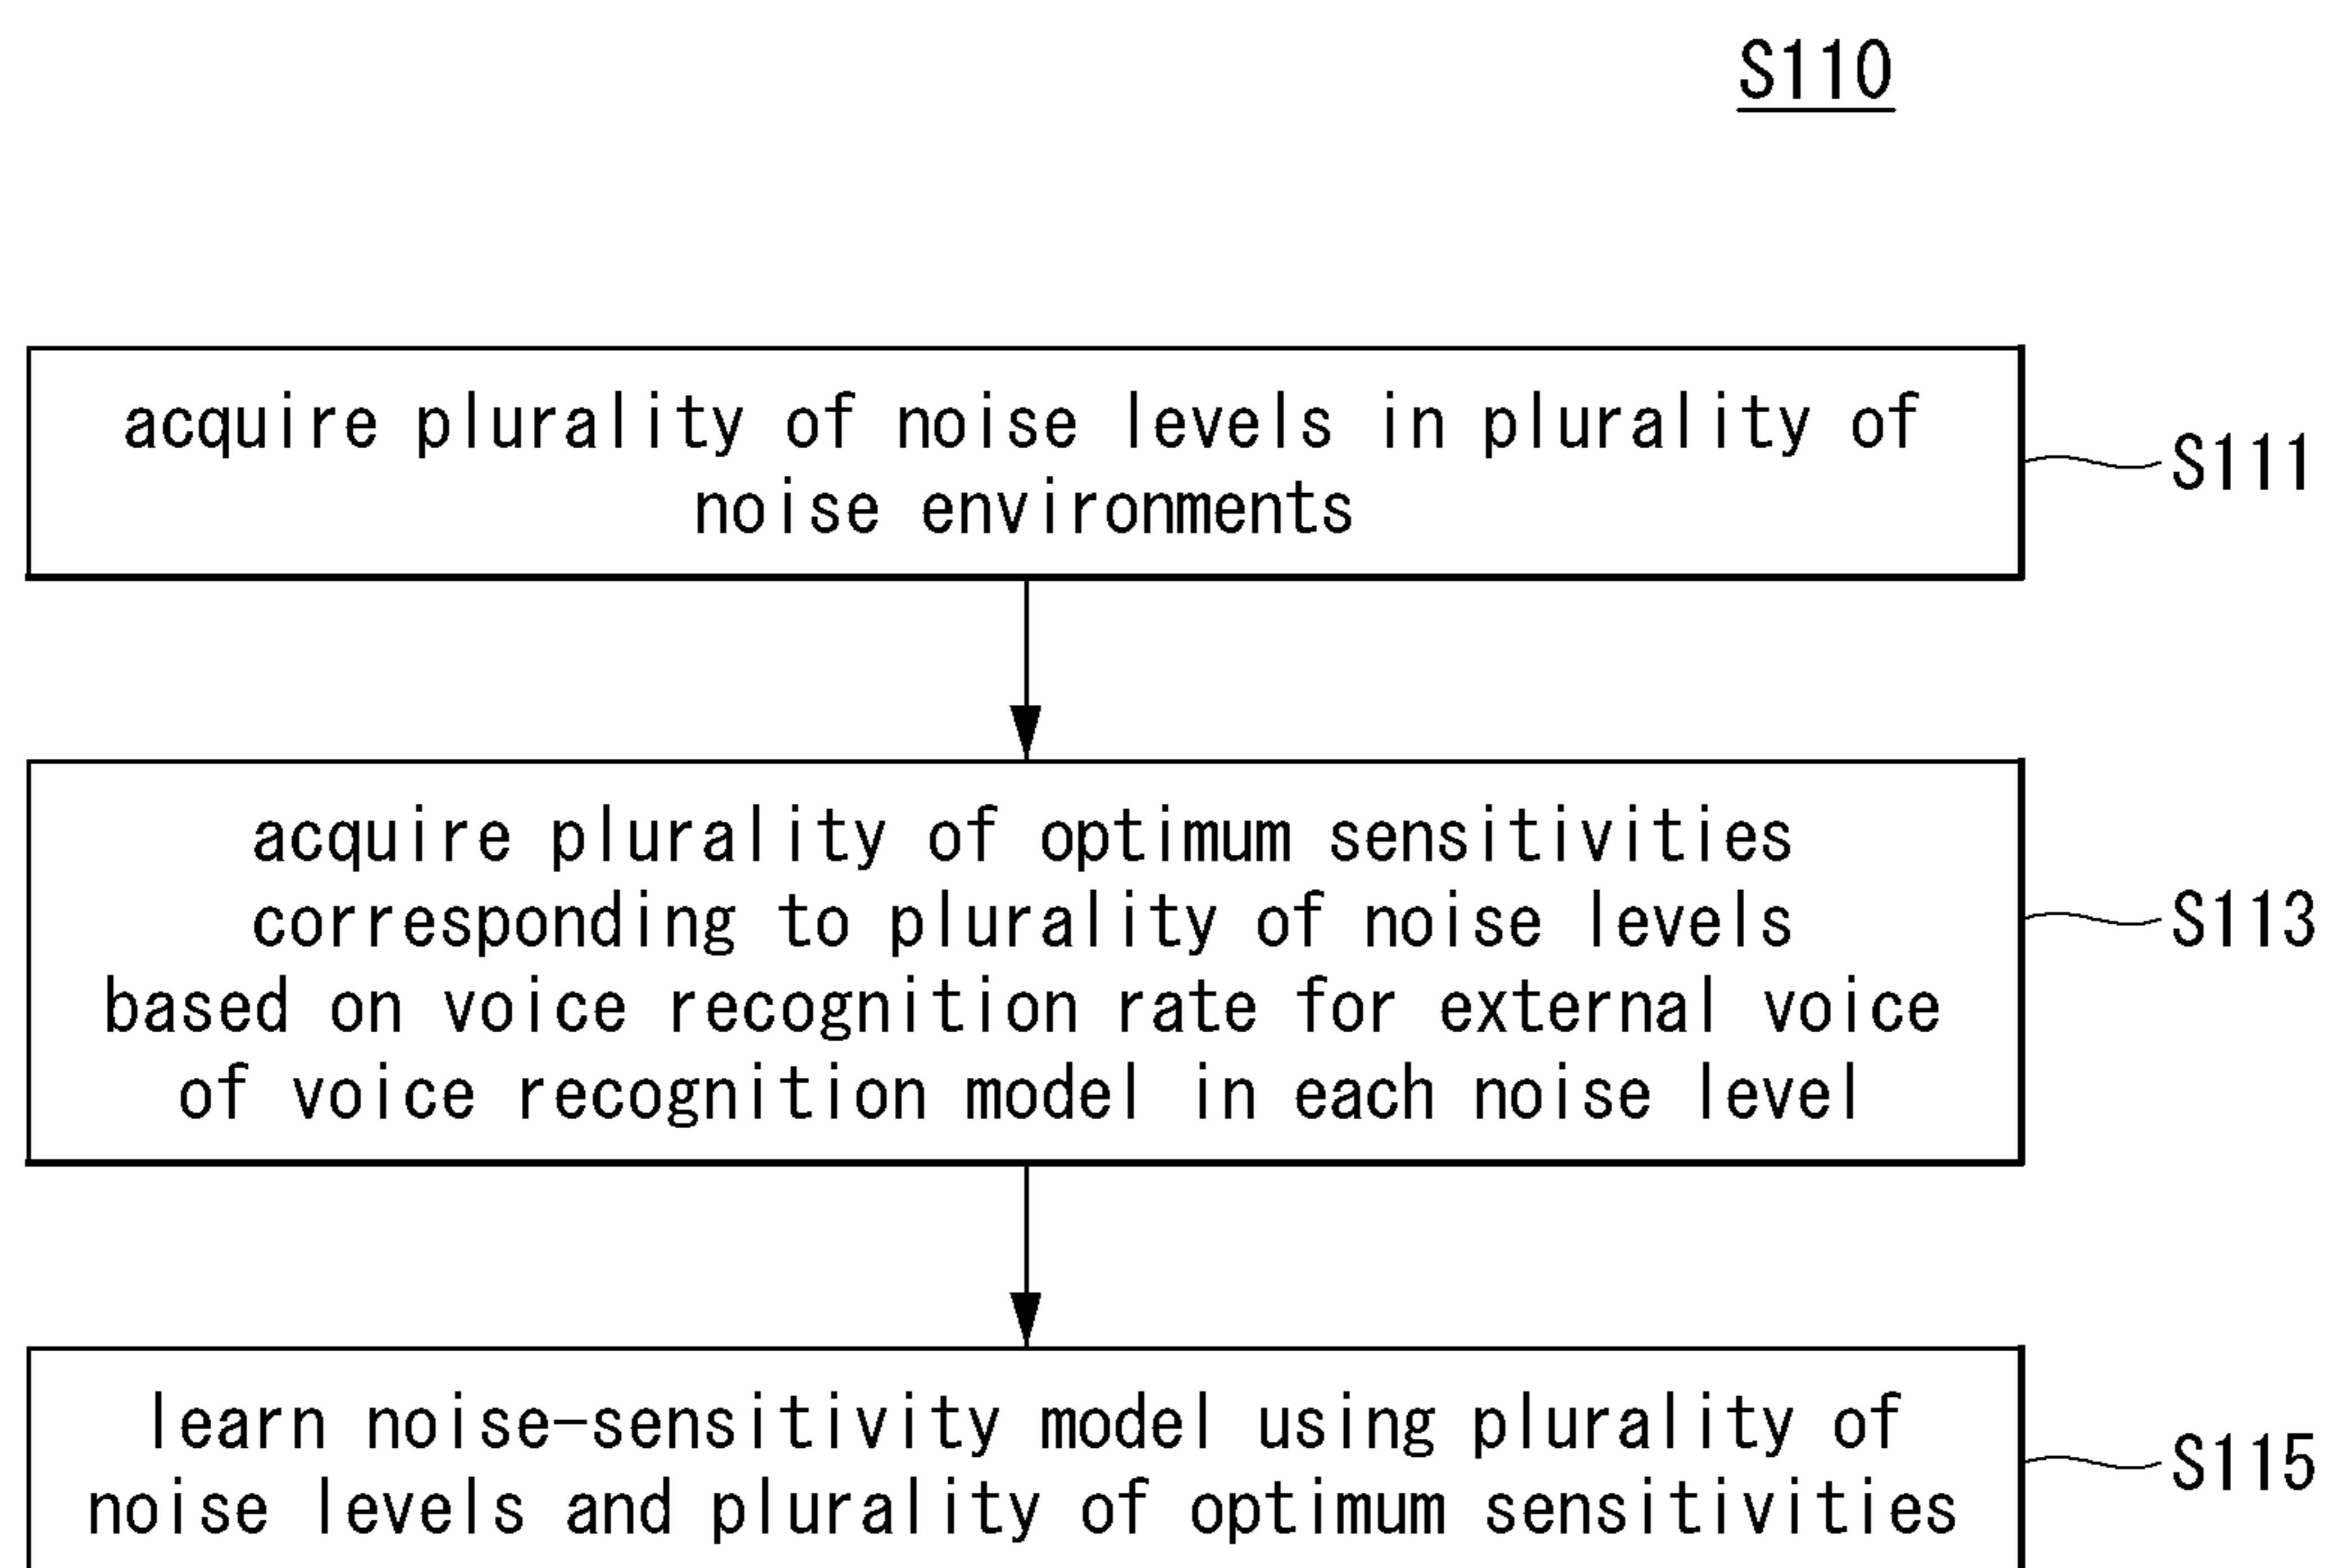 S110
acquire plurality of noise levels in plurality of
noise environments
S111
acquire plurality of optimum sensitivities
corresponding to plurality of noise levels
based on voice recognition rate for external voice
of voice recognition model in each noise level
S113
learn noise-sensitivity model using plurality of
noise levels and plurality of optimum sensitivities
S115